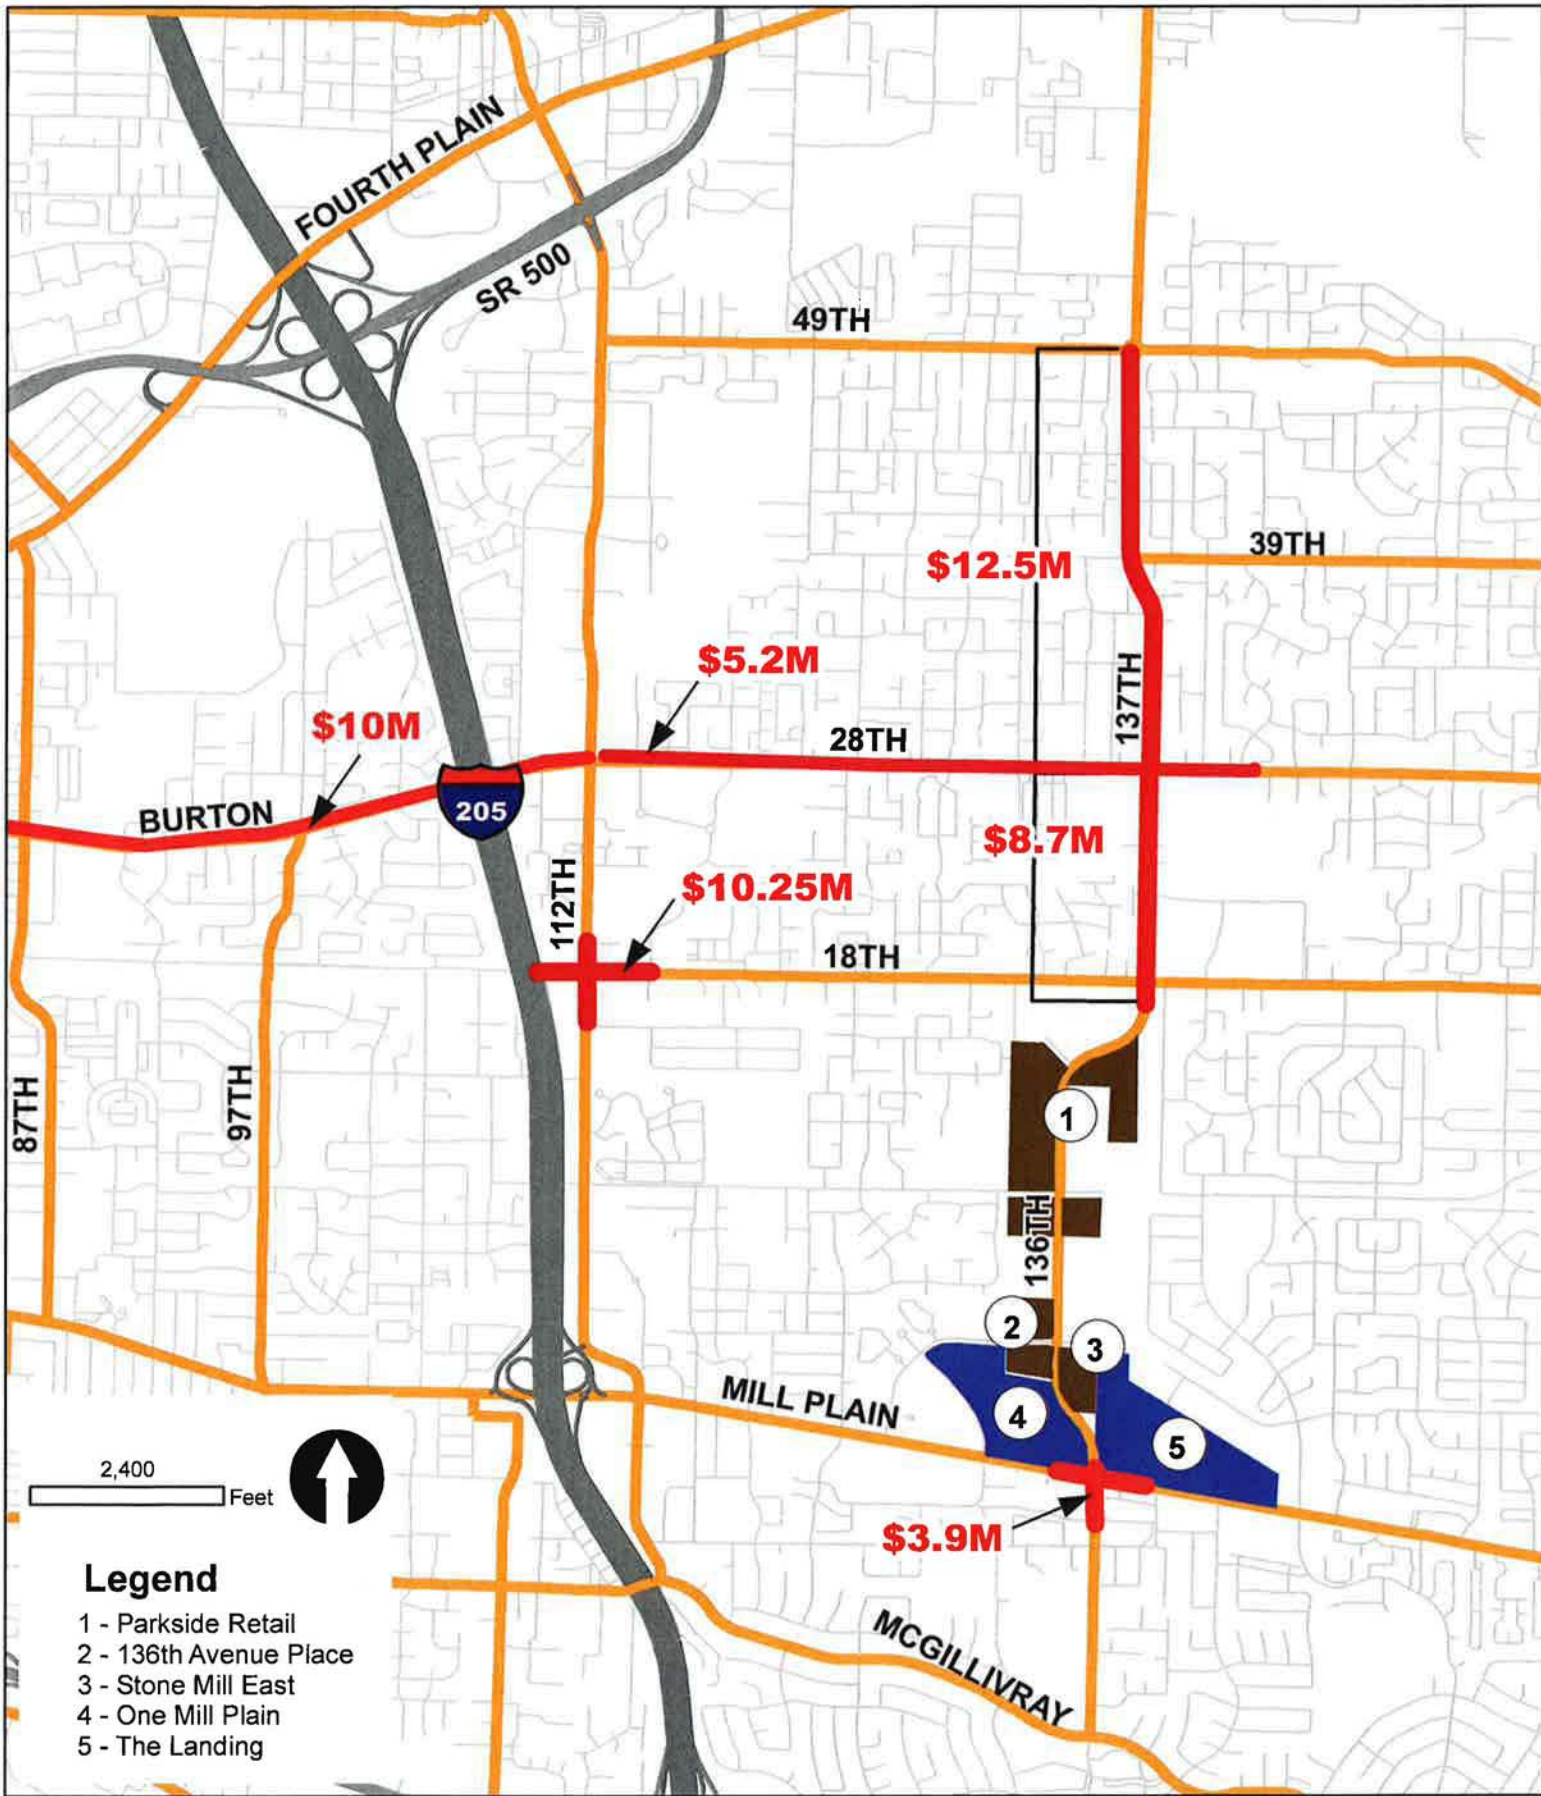 FOURTH PLAIN
SR 500
49TH
39TH
$12.5M
$5.2M
137TH
$10M
28TH
BURTON
205
$8.7M
112TH
$10.25M
18TH
87TH
97TH
1
136TH
2
3
MILL PLAIN
4
5
2,400
Feet
$3.9M
Legend
1 - Parkside Retail
2 - 136th Avenue Place
3 - Stone Mill East
4 - One Mill Plain
5 - The Landing
MCGILLIVRAY